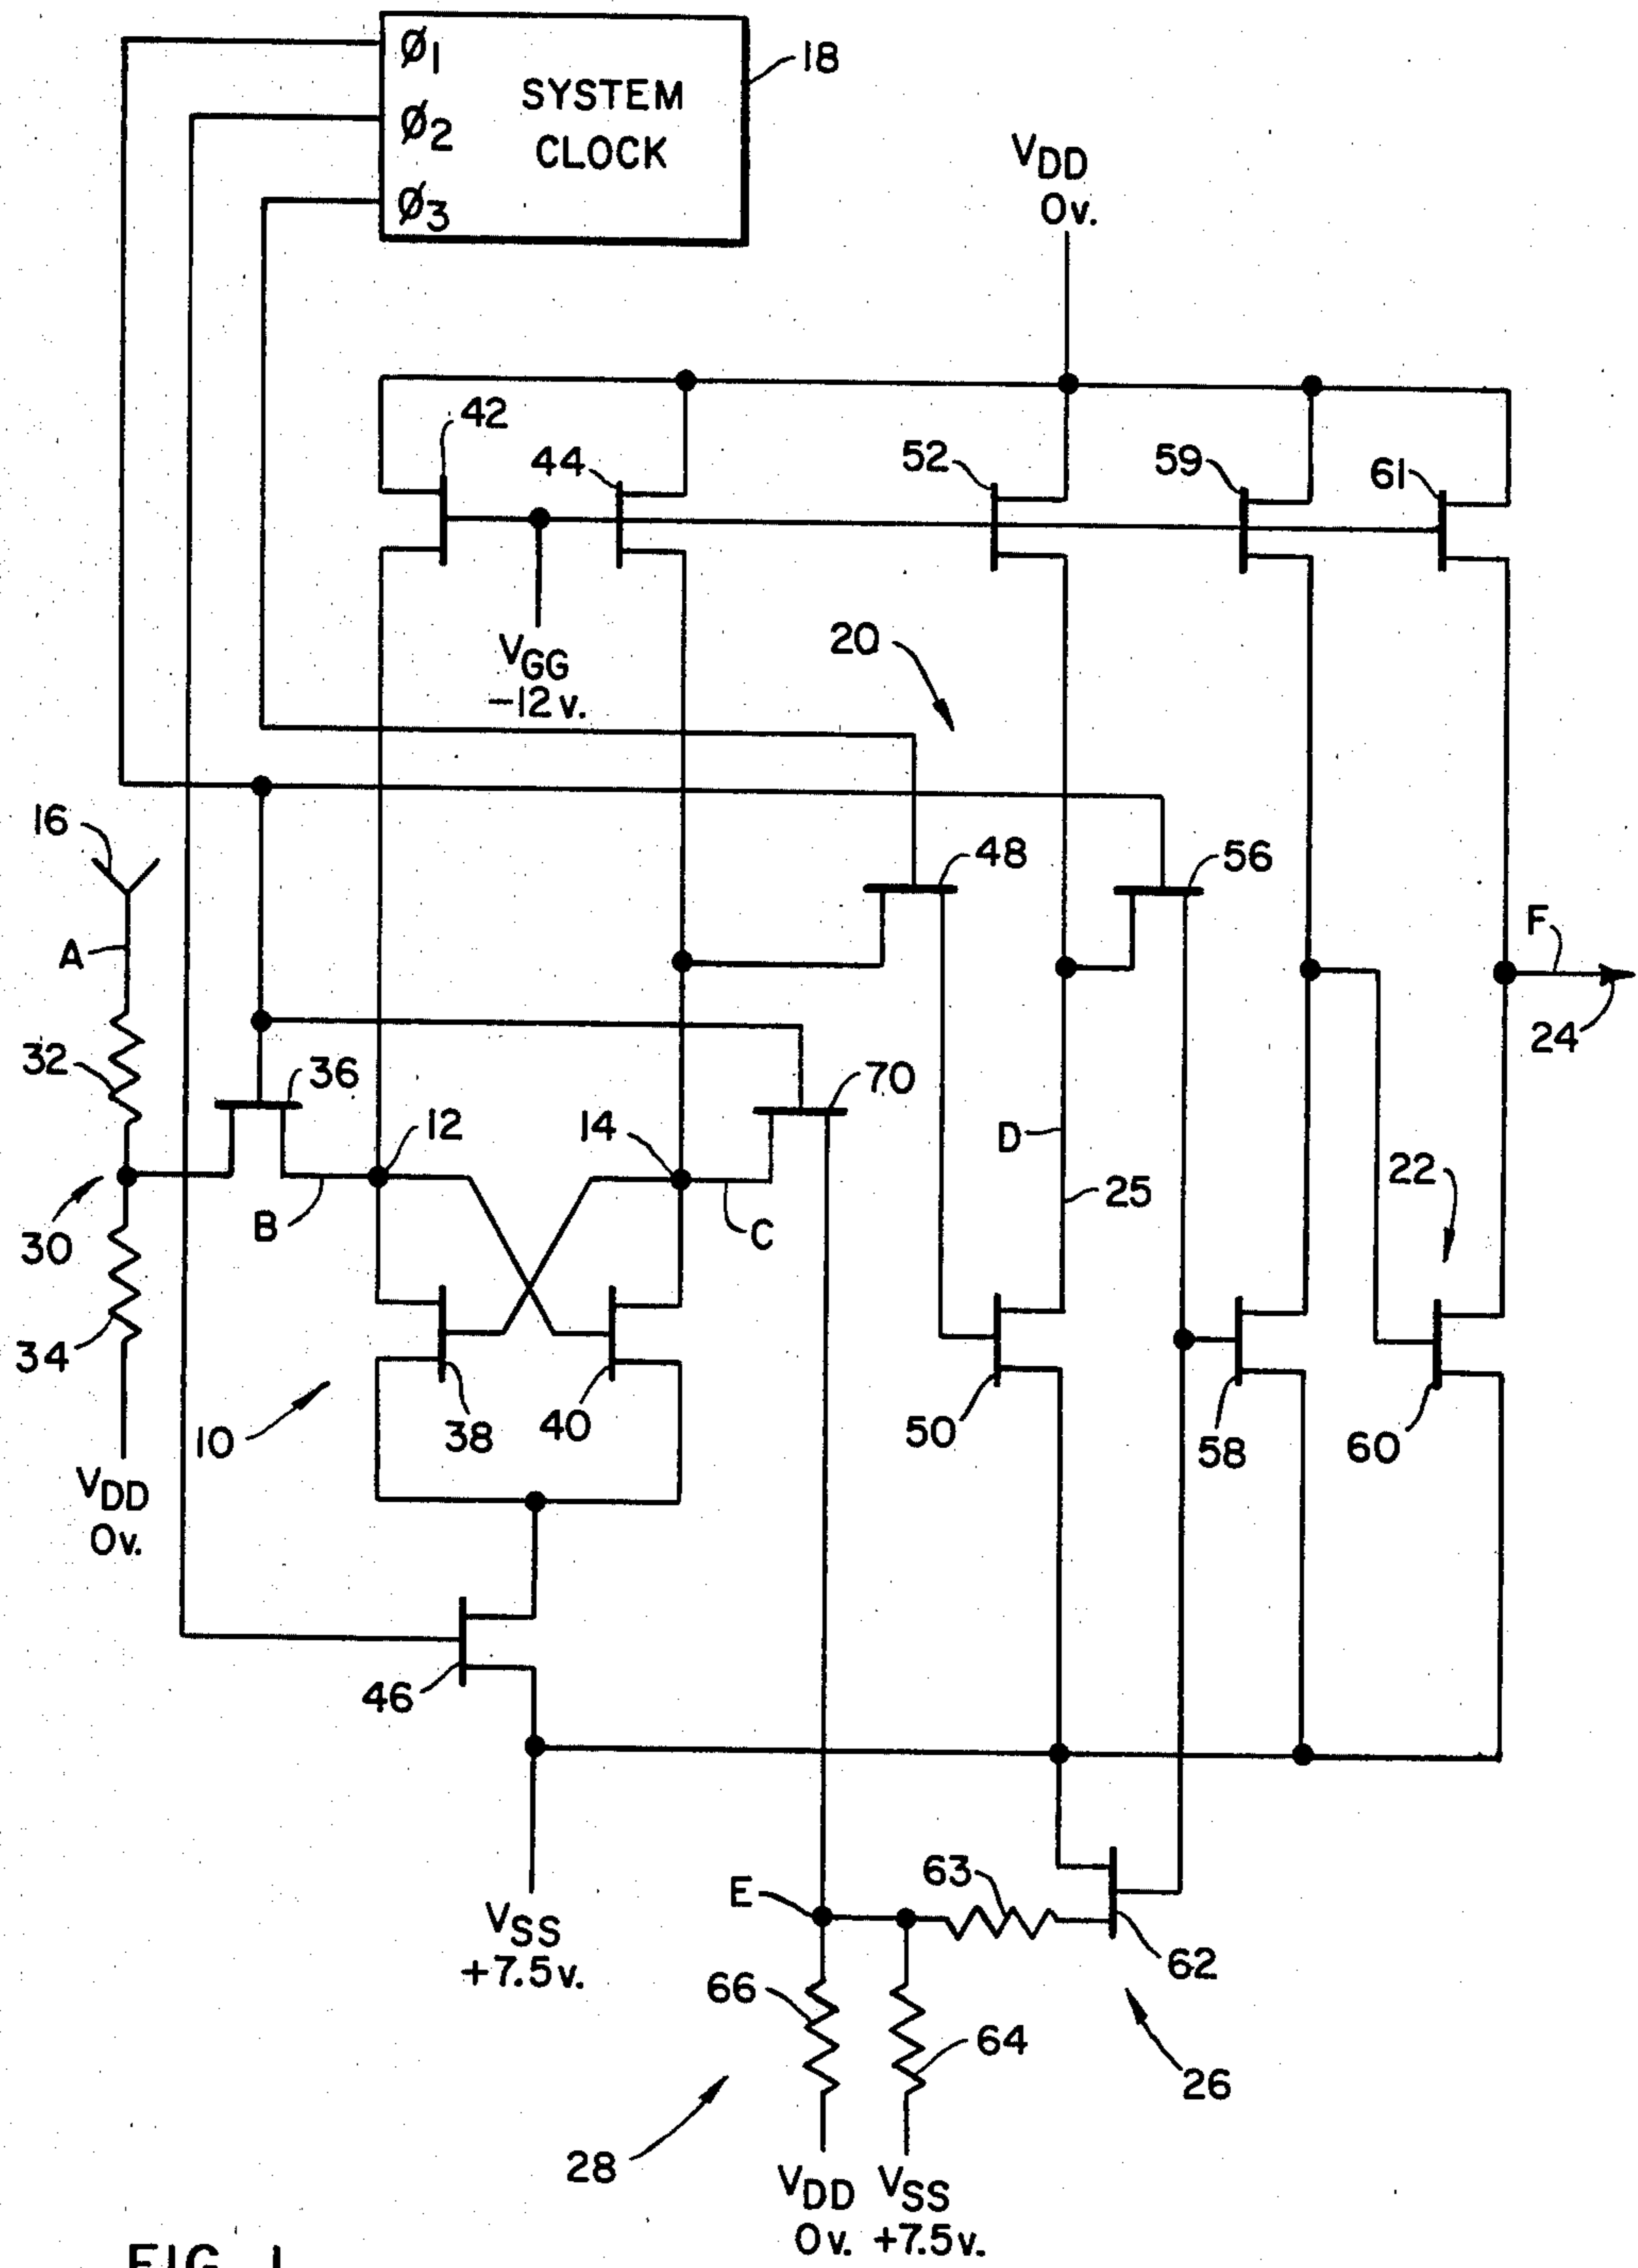 Ø1
SYSTEM
CLOCK
Ø2
Ø3
18
VDD
0v.
42
44
52
59
61
VGG
-12v.
20
16
A
48
56
F
24
32
36
12
14
70
D
25
22
30
B
C
34
10
38
40
50
58
60
VDD
0v.
46
VSS
+7.5v.
E
63
62
66
64
26
28
VDD VSS
0v. +7.5v.
FIG. 1